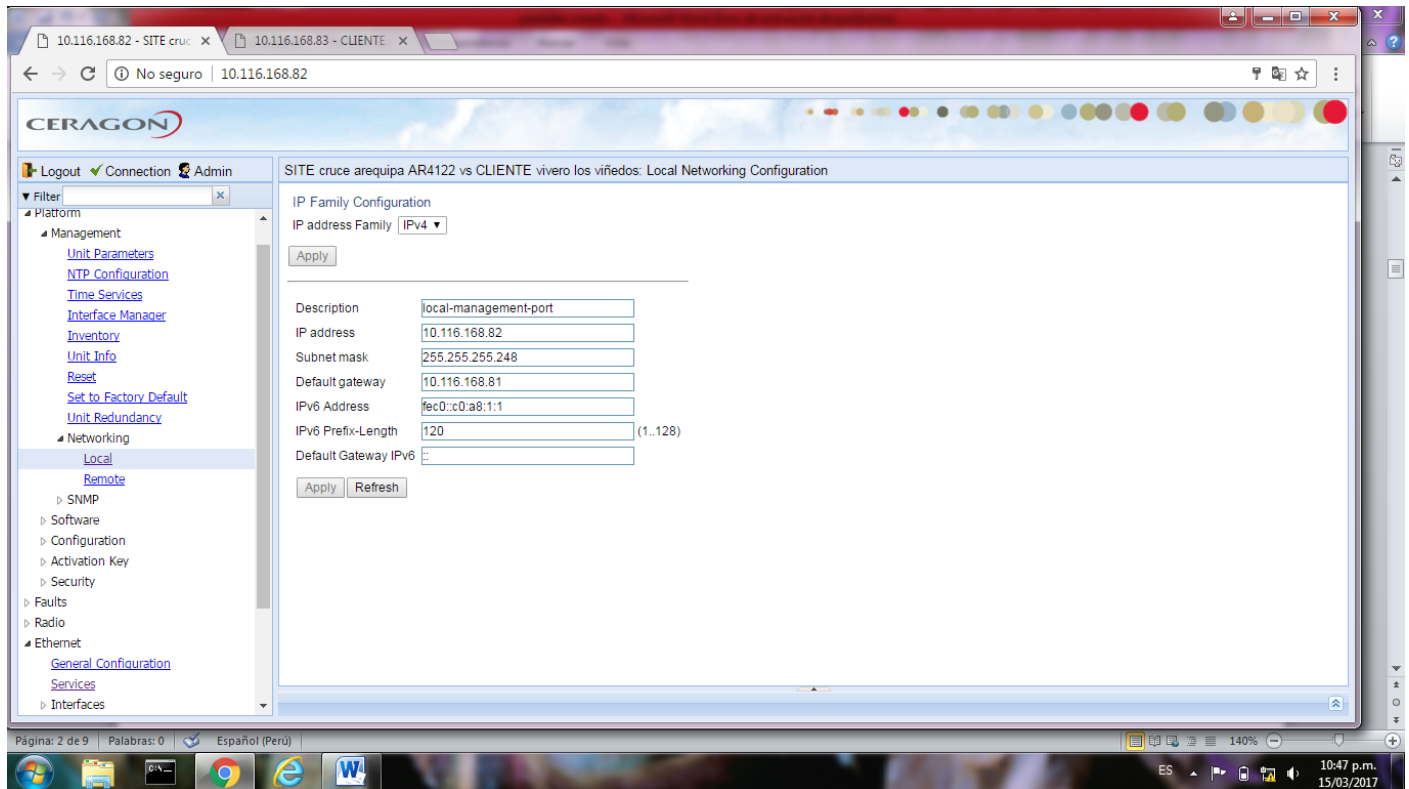 10.116.168.82 - SITE cruc
10.116.168.83 - CLIENTE
No seguro | 10.116.168.82
CERAGON
Logout Connection Admin
SITE cruce arequipa AR4122 vs CLIENTE vivero los viñedos: Local Networking Configuration
Filter
Platform
Management
Unit Parameters
NTP Configuration
Time Services
Interface Manager
Inventory
Unit Info
Reset
Set to Factory Default
Unit Redundancy
Networking
Local
Remote
SNMP
Software
Configuration
Activation Key
Security
Faults
Radio
Ethernet
General Configuration
Services
Interfaces
IP Family Configuration
IP address Family IPv4
Apply
Description local-management-port
IP address 10.116.168.82
Subnet mask 255.255.255.248
Default gateway 10.116.168.81
IPv6 Address fec0::c0:a8:1:1
IPv6 Prefix-Length 120 (1..128)
Default Gateway IPv6 ::
Apply Refresh
Página: 2 de 9 Palabras: 0 Español (Perú) 140%
ES 10:47 p.m.
15/03/2017